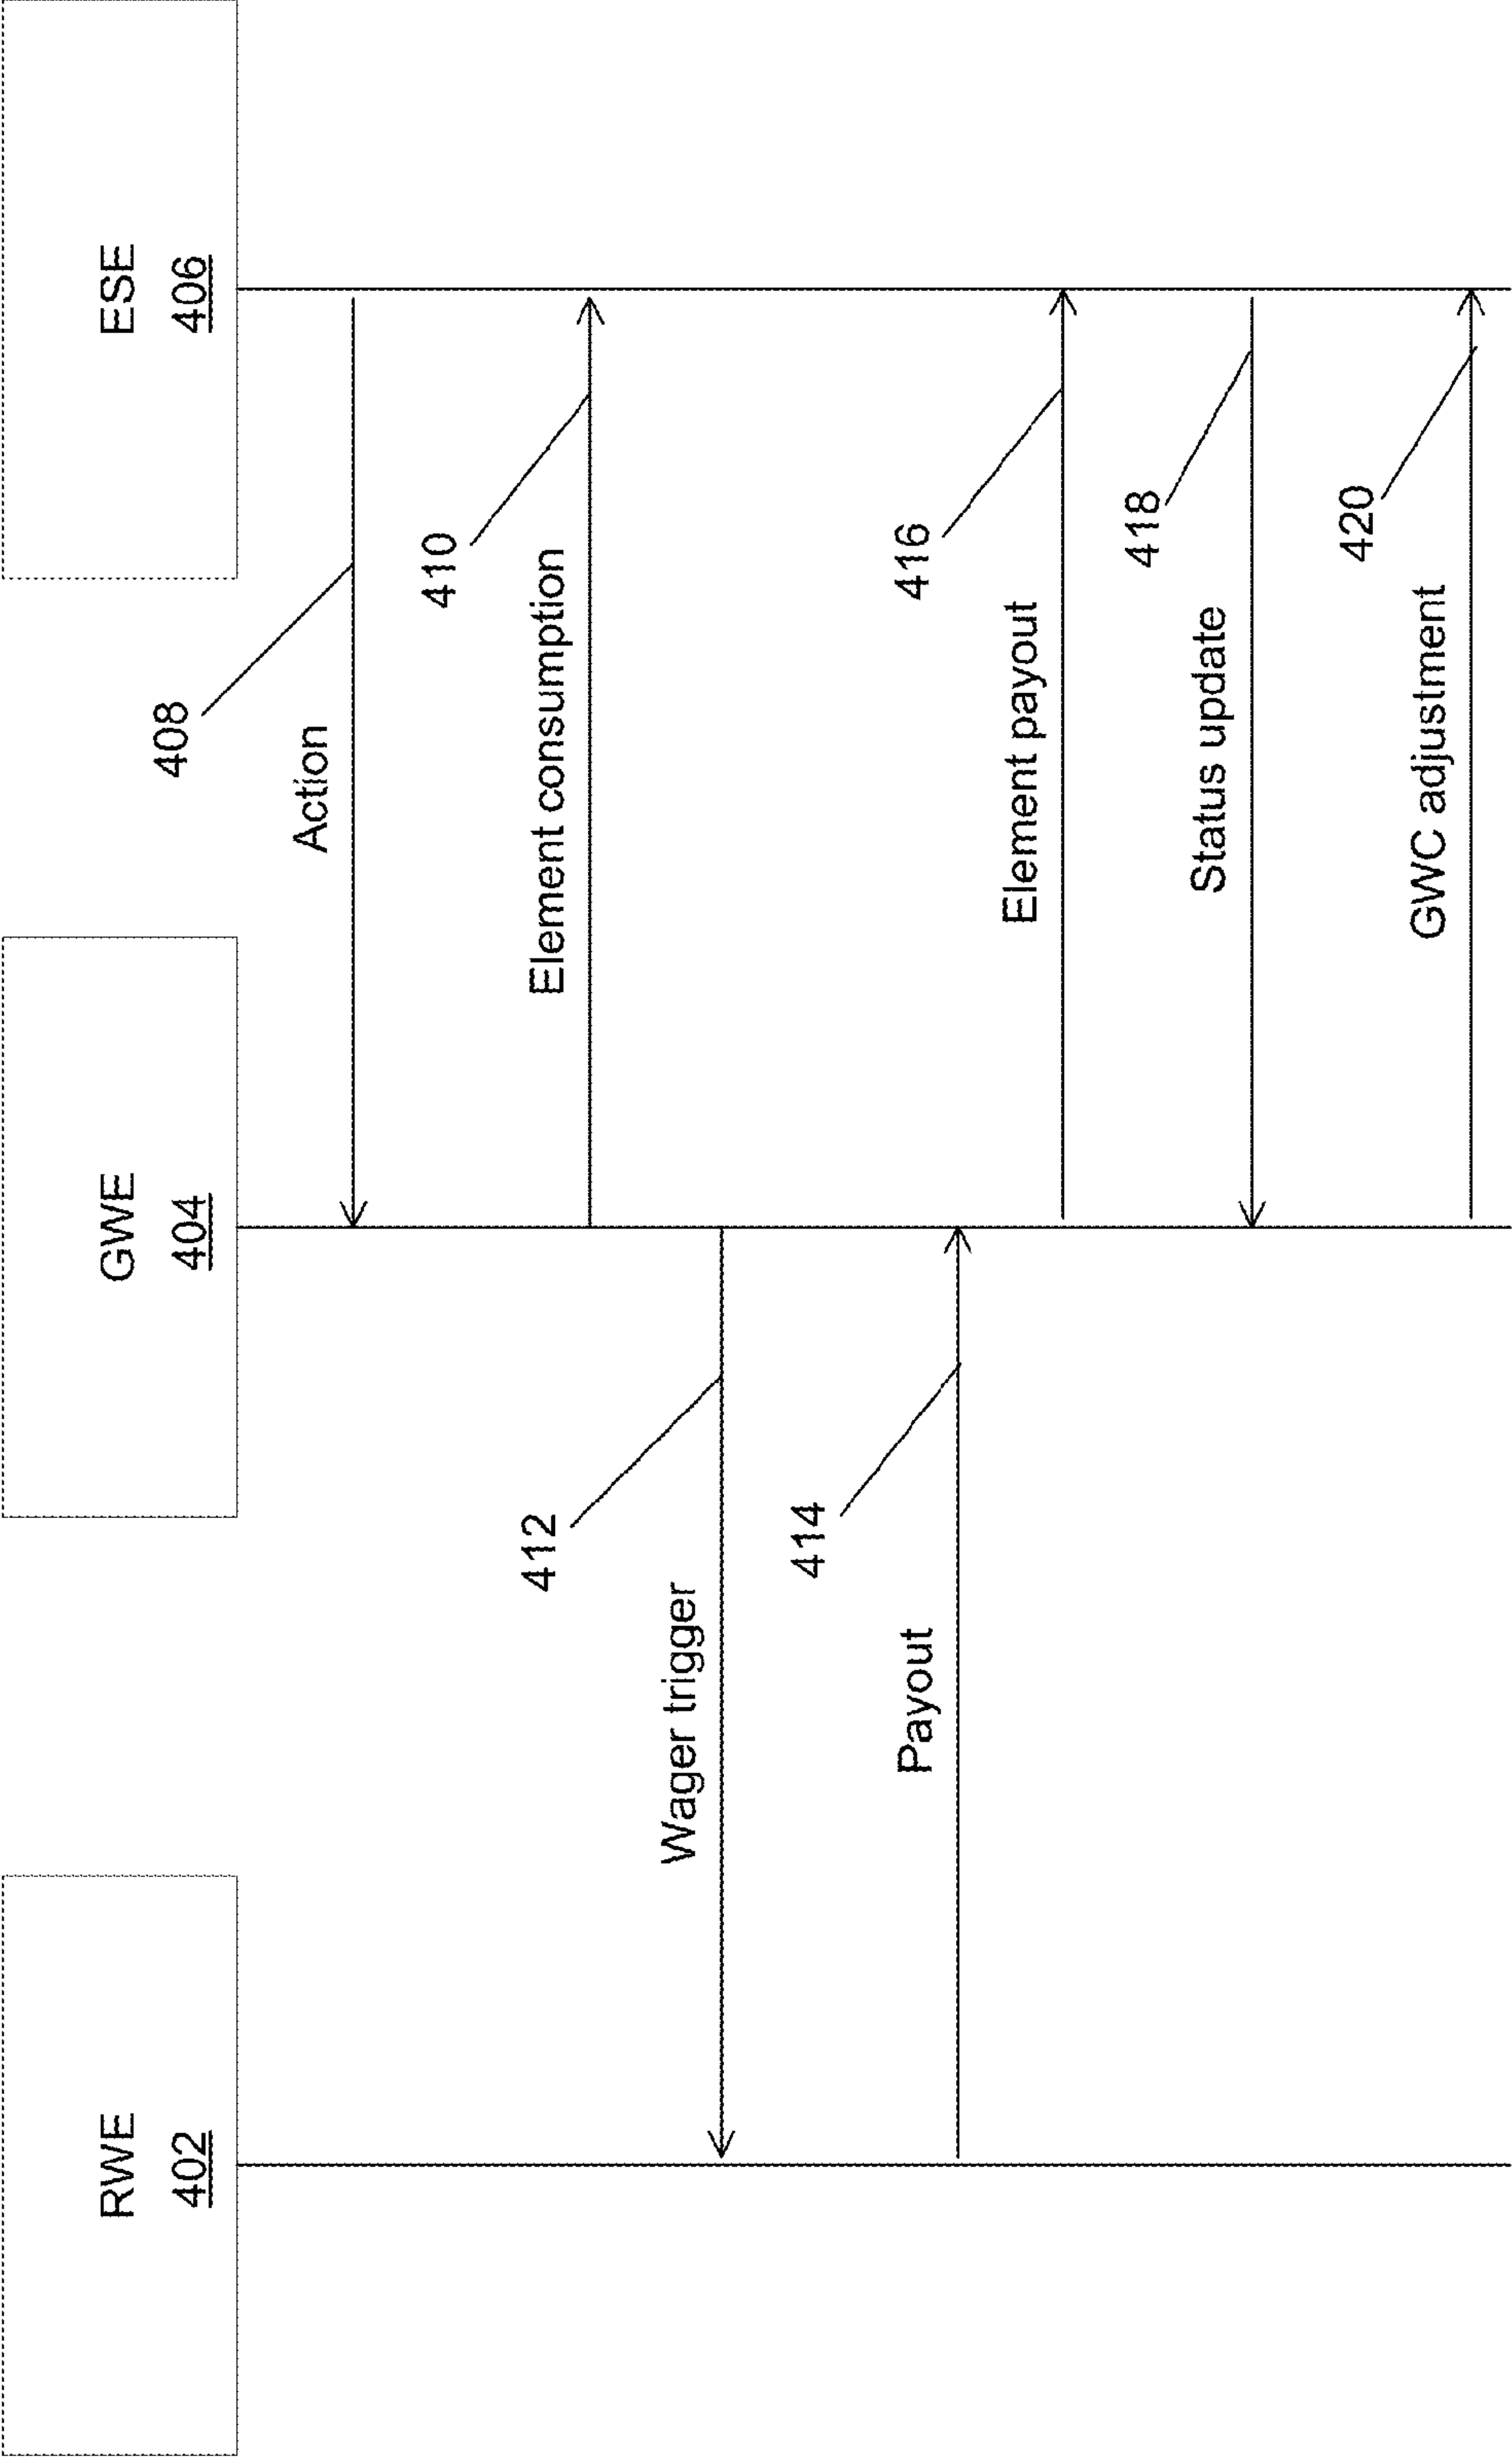 RWE
402
GWE
404
ESE
406
408
Action
410
Element consumption
412
Wager trigger
414
Payout
416
Element payout
418
Status update
420
GWC adjustment